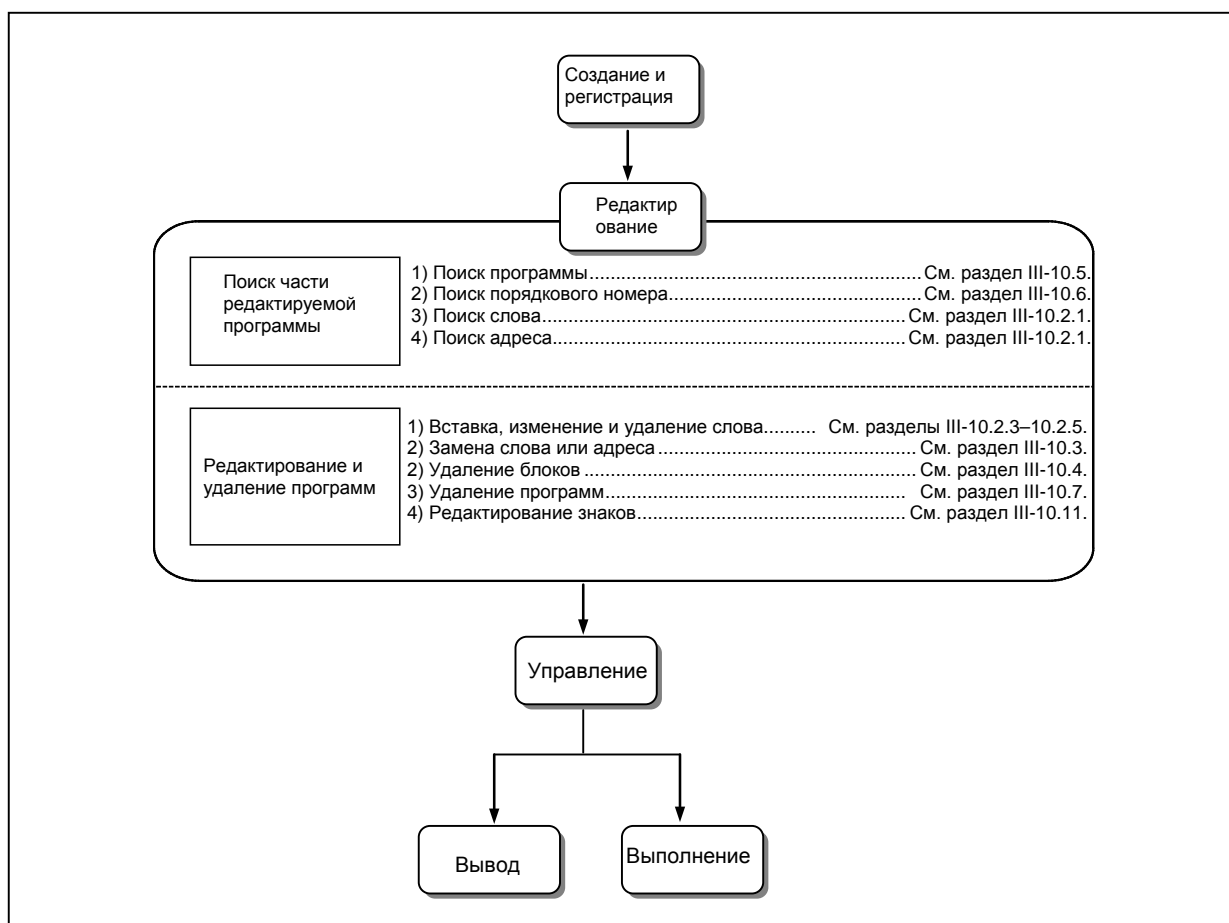 Создание и
регистрация
Редактир
ование
Поиск части
редактируемой
программы
1) Поиск программы................................................................................ См. раздел III-10.5.
2) Поиск порядкового номера............................................................. См. раздел III-10.6.
3) Поиск слова....................................................................................... См. раздел III-10.2.1.
4) Поиск адреса..................................................................................... См. раздел III-10.2.1.
Редактирование и
удаление программ
1) Вставка, изменение и удаление слова.......... См. разделы III-10.2.3–10.2.5.
2) Замена слова или адреса............................................................... См. раздел III-10.3.
2) Удаление блоков............................................................................... См. раздел III-10.4.
3) Удаление программ......................................................................... См. раздел III-10.7.
4) Редактирование знаков................................................................. См. раздел III-10.11.
Управление
Вывод
Выполнение